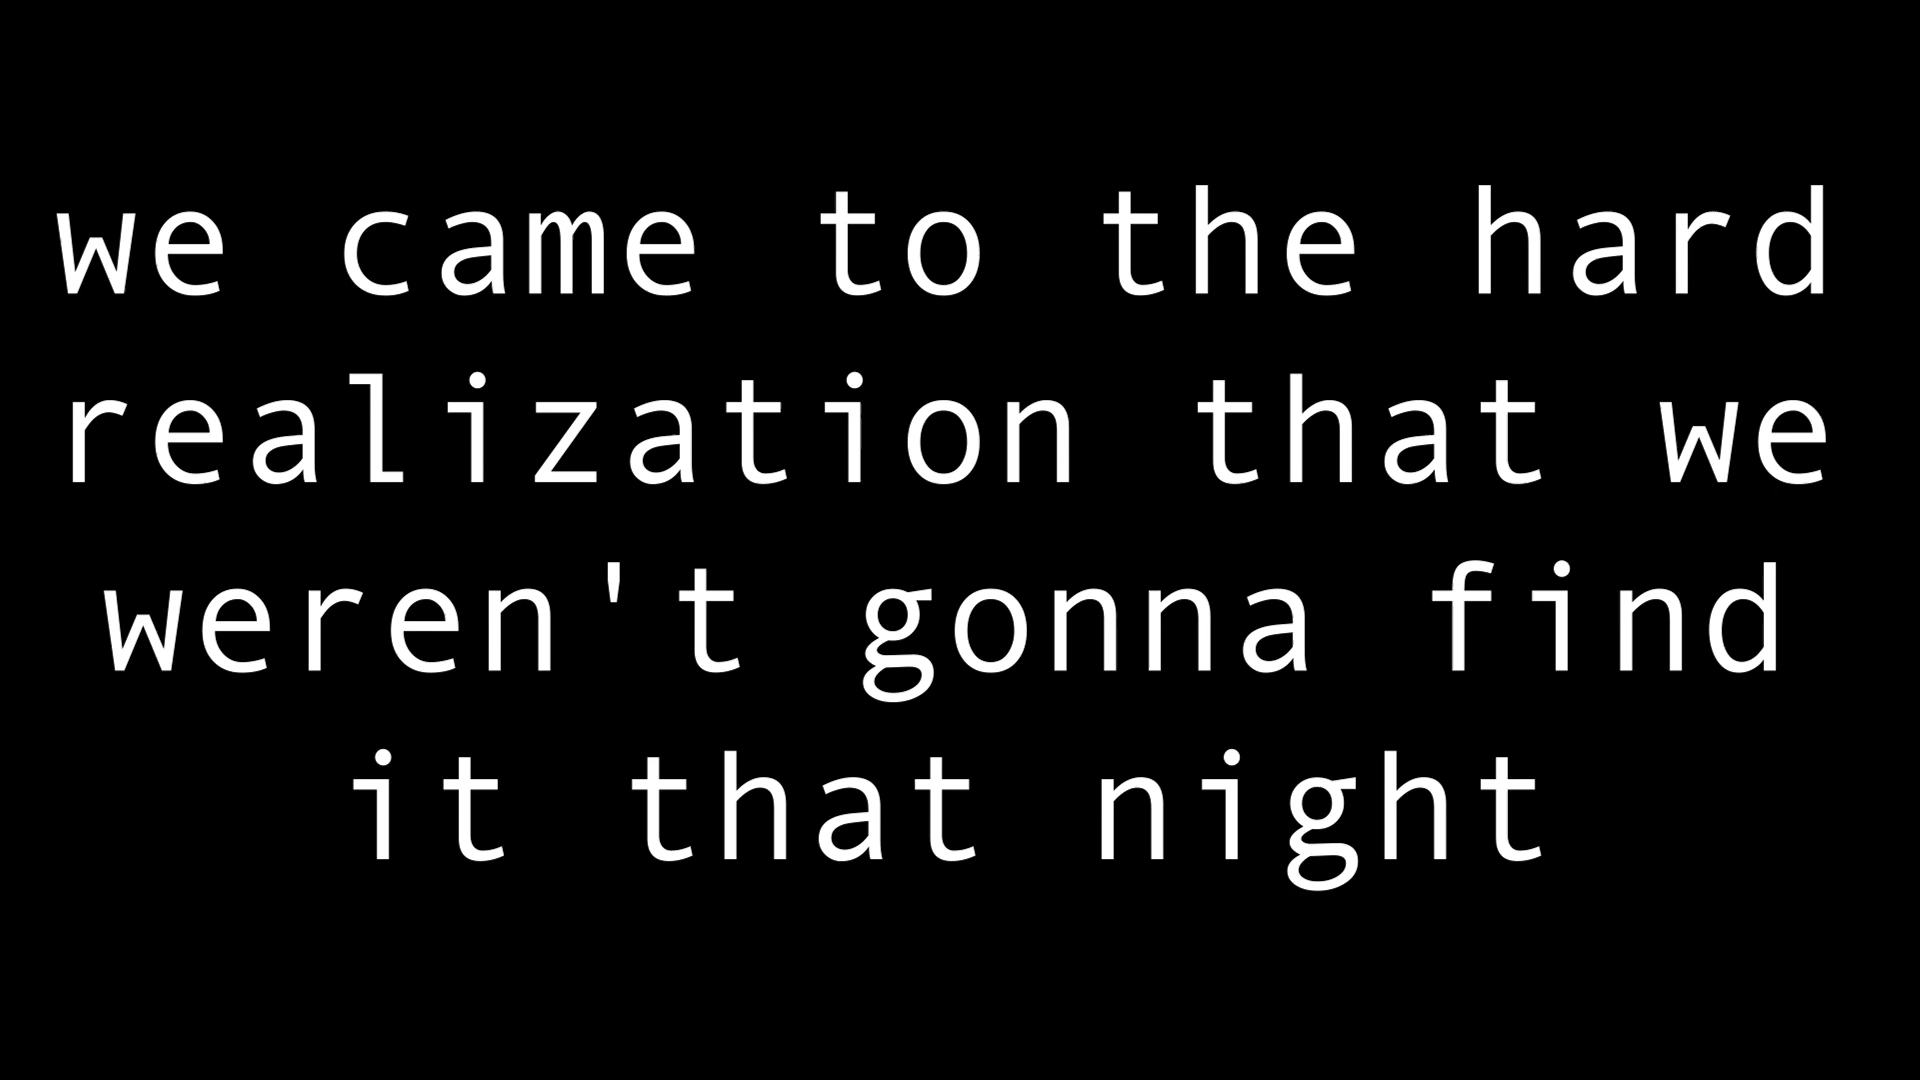 we came to the hard
realization that we
weren't gonna find
it that night